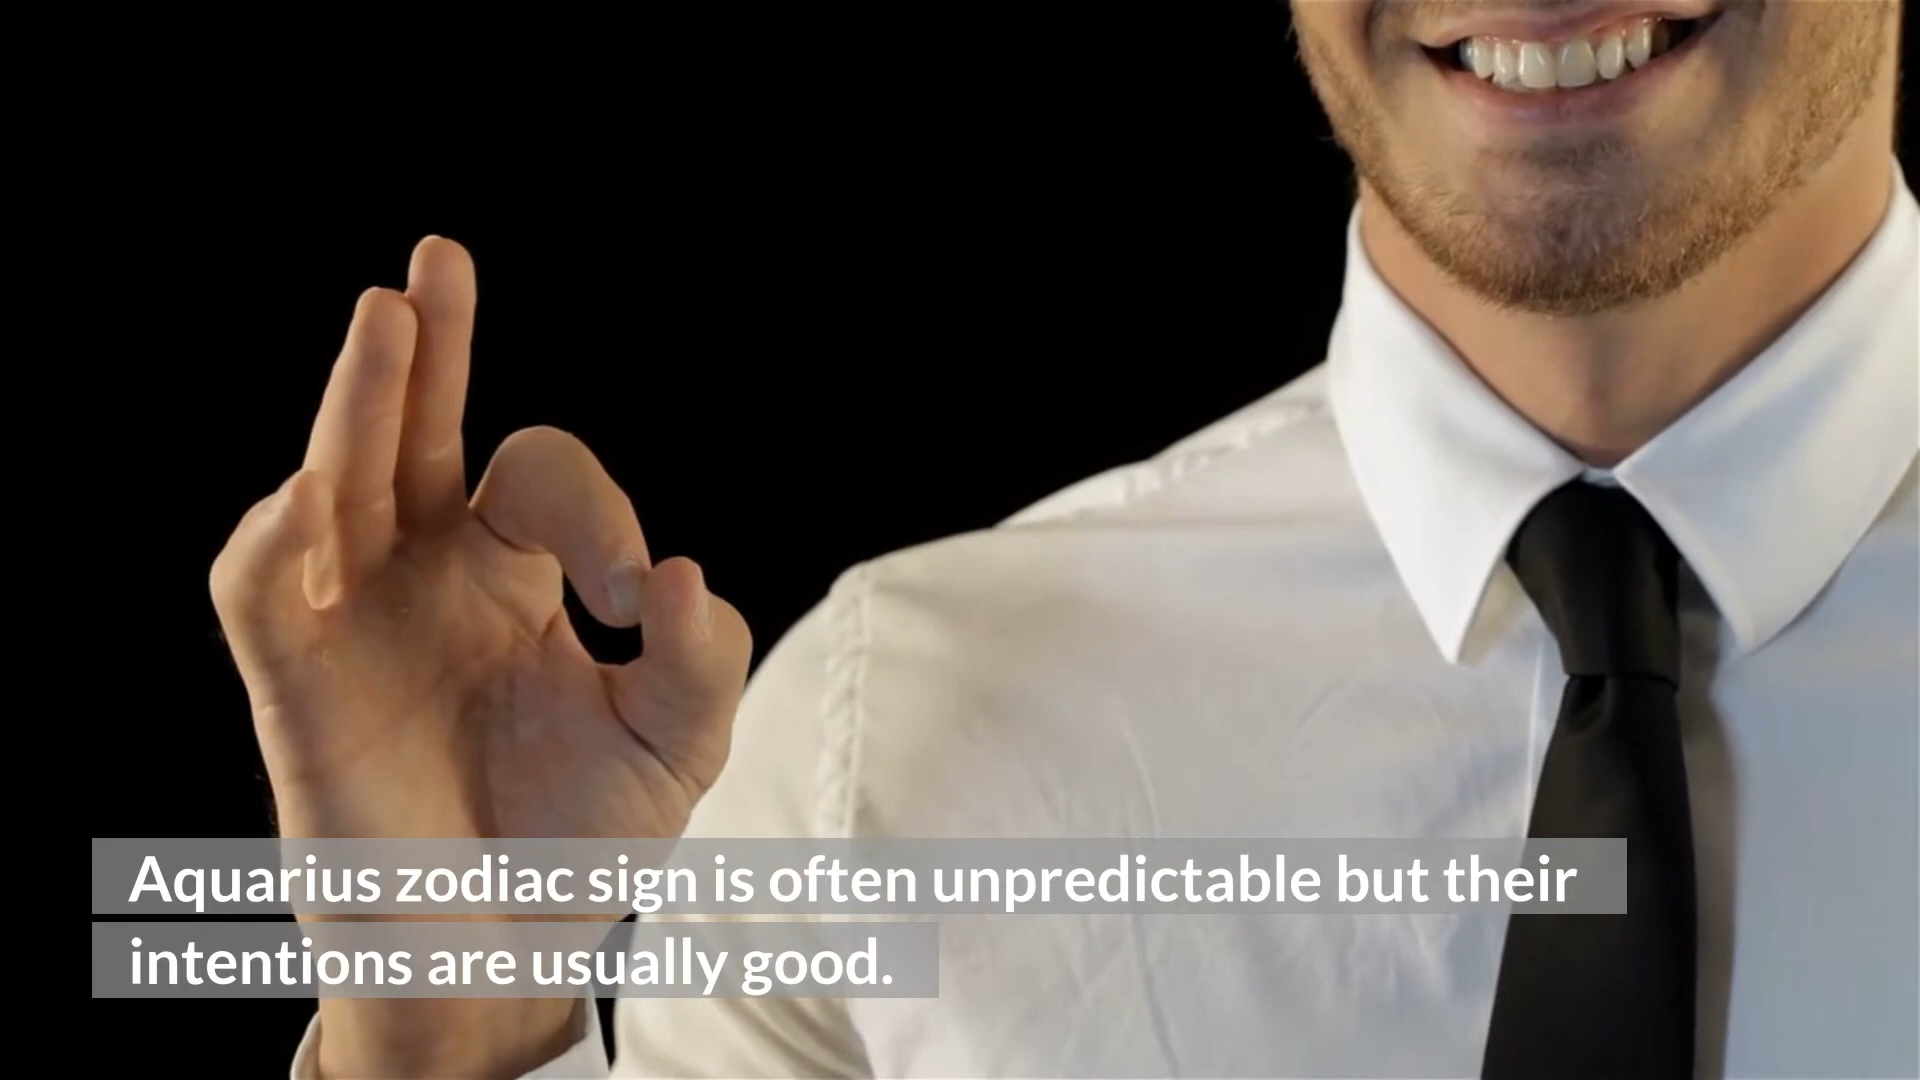 Aquarius zodiac sign is often unpredictable but their
intentions are usually good.